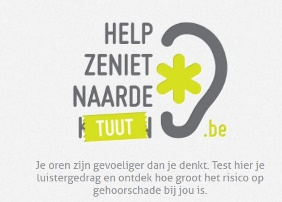 HELP
ZENIET
NAARDE
TUUT
.be
Je oren zijn gevoeliger dan je denkt. Test hier je
luistergedrag en ontdek hoe groot het risico op
gehoorschade bij jou is.